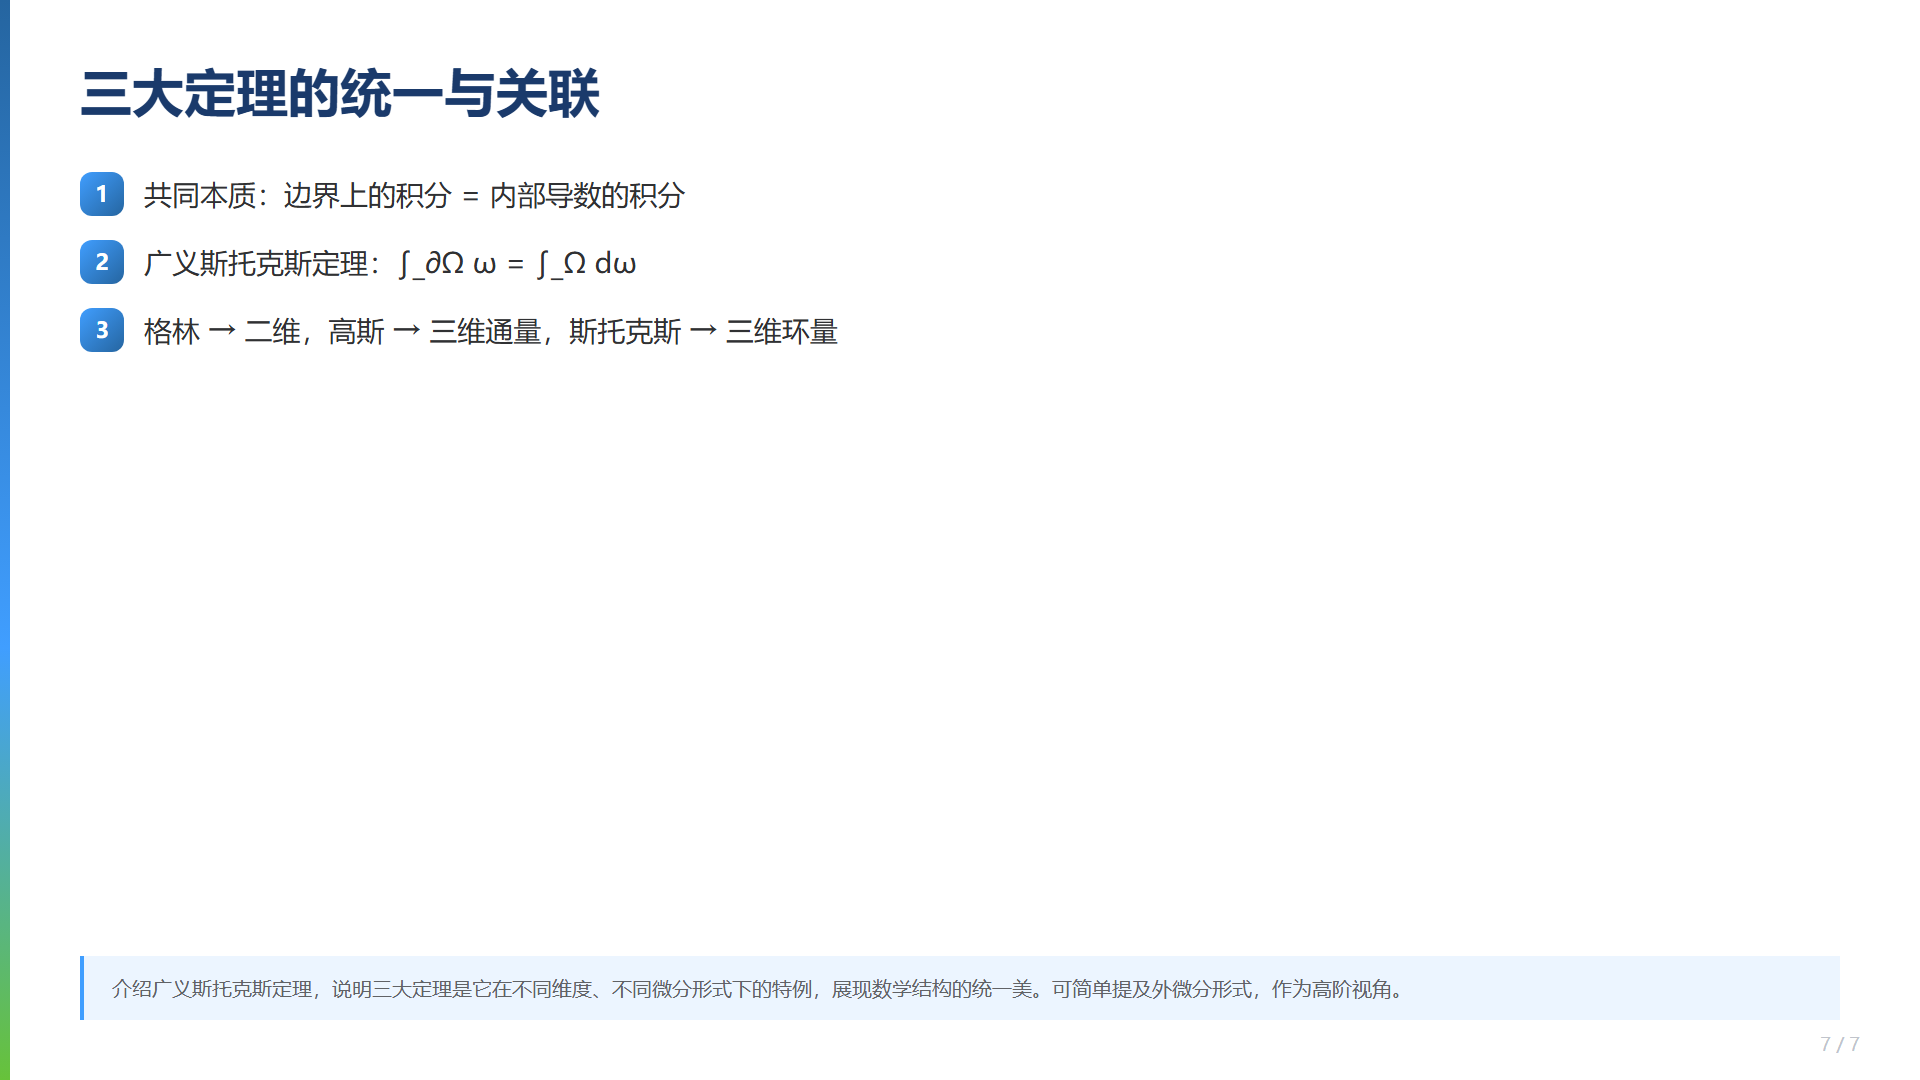 三大定理的统一与关联
1 共同本质：边界上的积分 = 内部导数的积分
2 广义斯托克斯定理：∫_∂Ω ω = ∫_Ω dω
3 格林 → 二维，高斯 → 三维通量，斯托克斯 → 三维环量
介绍广义斯托克斯定理，说明三大定理是它在不同维度、不同微分形式下的特例，展现数学结构的统一美。可简单提及外微分形式，作为高阶视角。
7 / 7